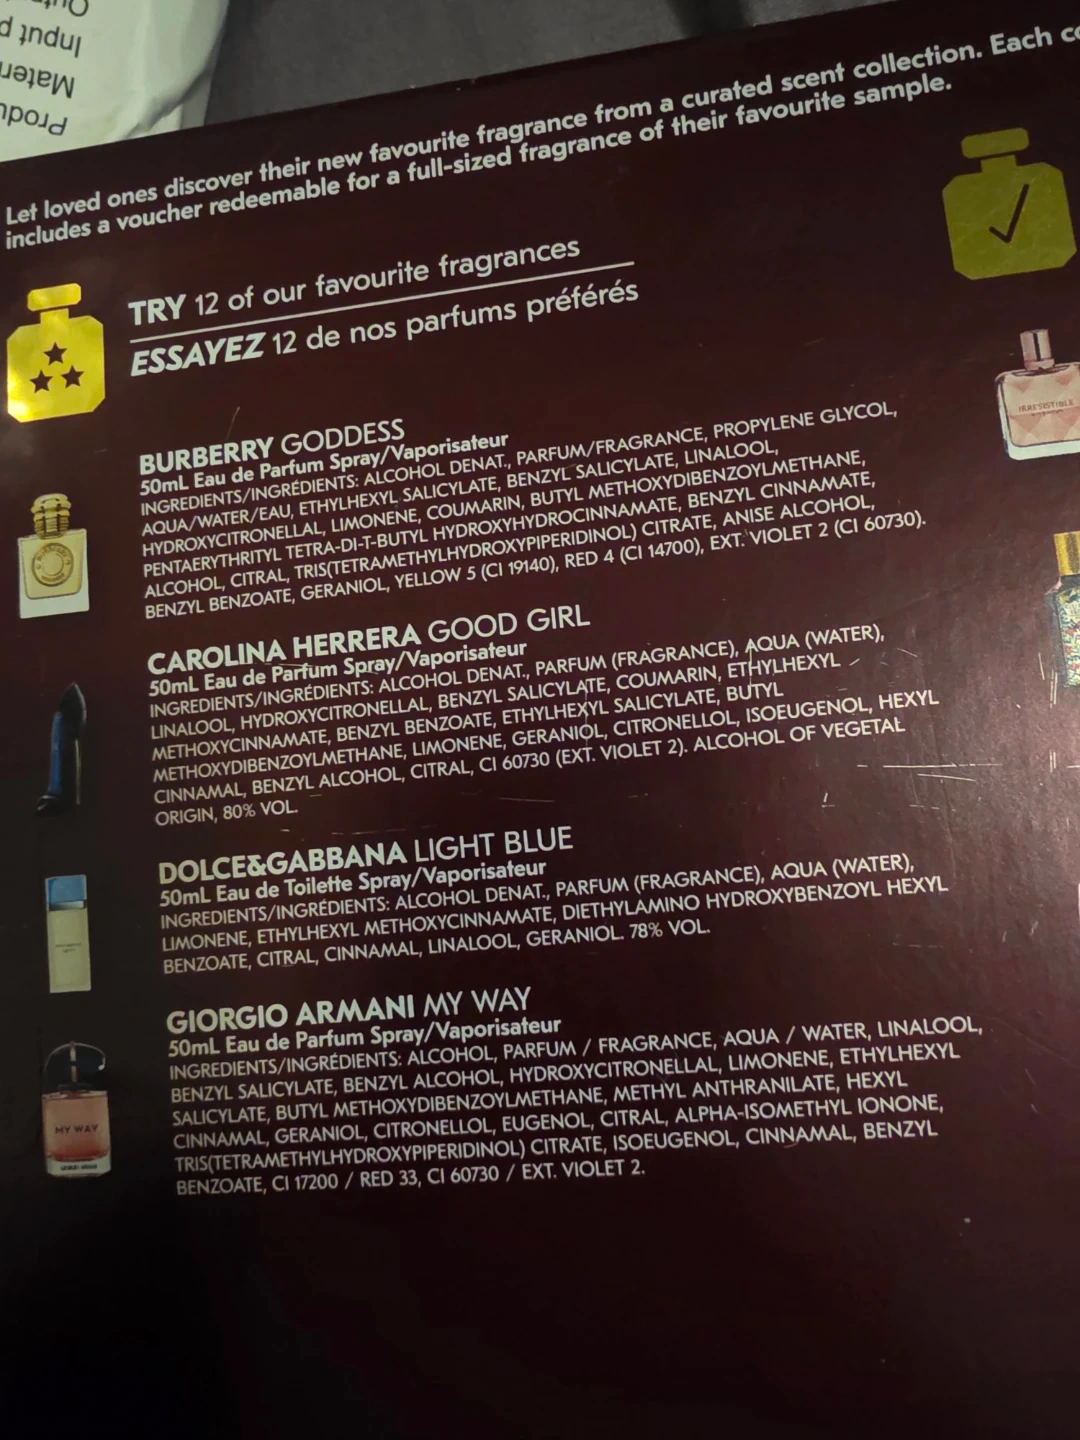 Produ
Mater
Input p
Outpu
Let loved ones discover their new favourite fragrance from a curated scent collection. Each co
includes a voucher redeemable for a full-sized fragrance of their favourite sample.
TRY 12 of our favourite fragrances
ESSAYEZ 12 de nos parfums préférés
BURBERRY GODDESS
50mL Eau de Parfum Spray/Vaporisateur
INGREDIENTS/INGRÉDIENTS: ALCOHOL DENAT., PARFUM/FRAGRANCE, PROPYLENE GLYCOL,
AQUA/WATER/EAU, ETHYLHEXYL SALICYLATE, BENZYL SALICYLATE, LINALOOL,
HYDROXYCITRONELLAL, LIMONENE, COUMARIN, BUTYL METHOXYDIBENZOYLMETHANE,
PENTAERYTHRITYL TETRA-DI-T-BUTYL HYDROXYHYDROCINNAMATE, BENZYL CINNAMATE,
ALCOHOL, CITRAL, TRIS(TETRAMETHYLHYDROXYPIPERIDINOL) CITRATE, ANISE ALCOHOL,
BENZYL BENZOATE, GERANIOL, YELLOW 5 (CI 19140), RED 4 (CI 14700), EXT. VIOLET 2 (CI 60730).
CAROLINA HERRERA GOOD GIRL
50mL Eau de Parfum Spray/Vaporisateur
INGREDIENTS/INGRÉDIENTS: ALCOHOL DENAT., PARFUM (FRAGRANCE), AQUA (WATER),
LINALOOL, HYDROXYCITRONELLAL, BENZYL SALICYLATE, COUMARIN, ETHYLHEXYL
METHOXYCINNAMATE, BENZYL BENZOATE, ETHYLHEXYL SALICYLATE, BUTYL
METHOXYDIBENZOYLMETHANE, LIMONENE, GERANIOL, CITRONELLOL, ISOEUGENOL, HEXYL
CINNAMAL, BENZYL ALCOHOL, CITRAL, CI 60730 (EXT. VIOLET 2). ALCOHOL OF VEGETAL
ORIGIN, 80% VOL.
DOLCE&GABBANA LIGHT BLUE
50mL Eau de Toilette Spray/Vaporisateur
INGREDIENTS/INGRÉDIENTS: ALCOHOL DENAT., PARFUM (FRAGRANCE), AQUA (WATER),
LIMONENE, ETHYLHEXYL METHOXYCINNAMATE, DIETHYLAMINO HYDROXYBENZOYL HEXYL
BENZOATE, CITRAL, CINNAMAL, LINALOOL, GERANIOL. 78% VOL.
GIORGIO ARMANI MY WAY
50mL Eau de Parfum Spray/Vaporisateur
INGREDIENTS/INGRÉDIENTS: ALCOHOL, PARFUM / FRAGRANCE, AQUA / WATER, LINALOOL,
BENZYL SALICYLATE, BENZYL ALCOHOL, HYDROXYCITRONELLAL, LIMONENE, ETHYLHEXYL
SALICYLATE, BUTYL METHOXYDIBENZOYLMETHANE, METHYL ANTHRANILATE, HEXYL
CINNAMAL, GERANIOL, CITRONELLOL, EUGENOL, CITRAL, ALPHA-ISOMETHYL IONONE,
TRIS(TETRAMETHYLHYDROXYPIPERIDINOL) CITRATE, ISOEUGENOL, CINNAMAL, BENZYL
BENZOATE, CI 17200 / RED 33, CI 60730 / EXT. VIOLET 2.
IRRESISTIBLE
MY WAY